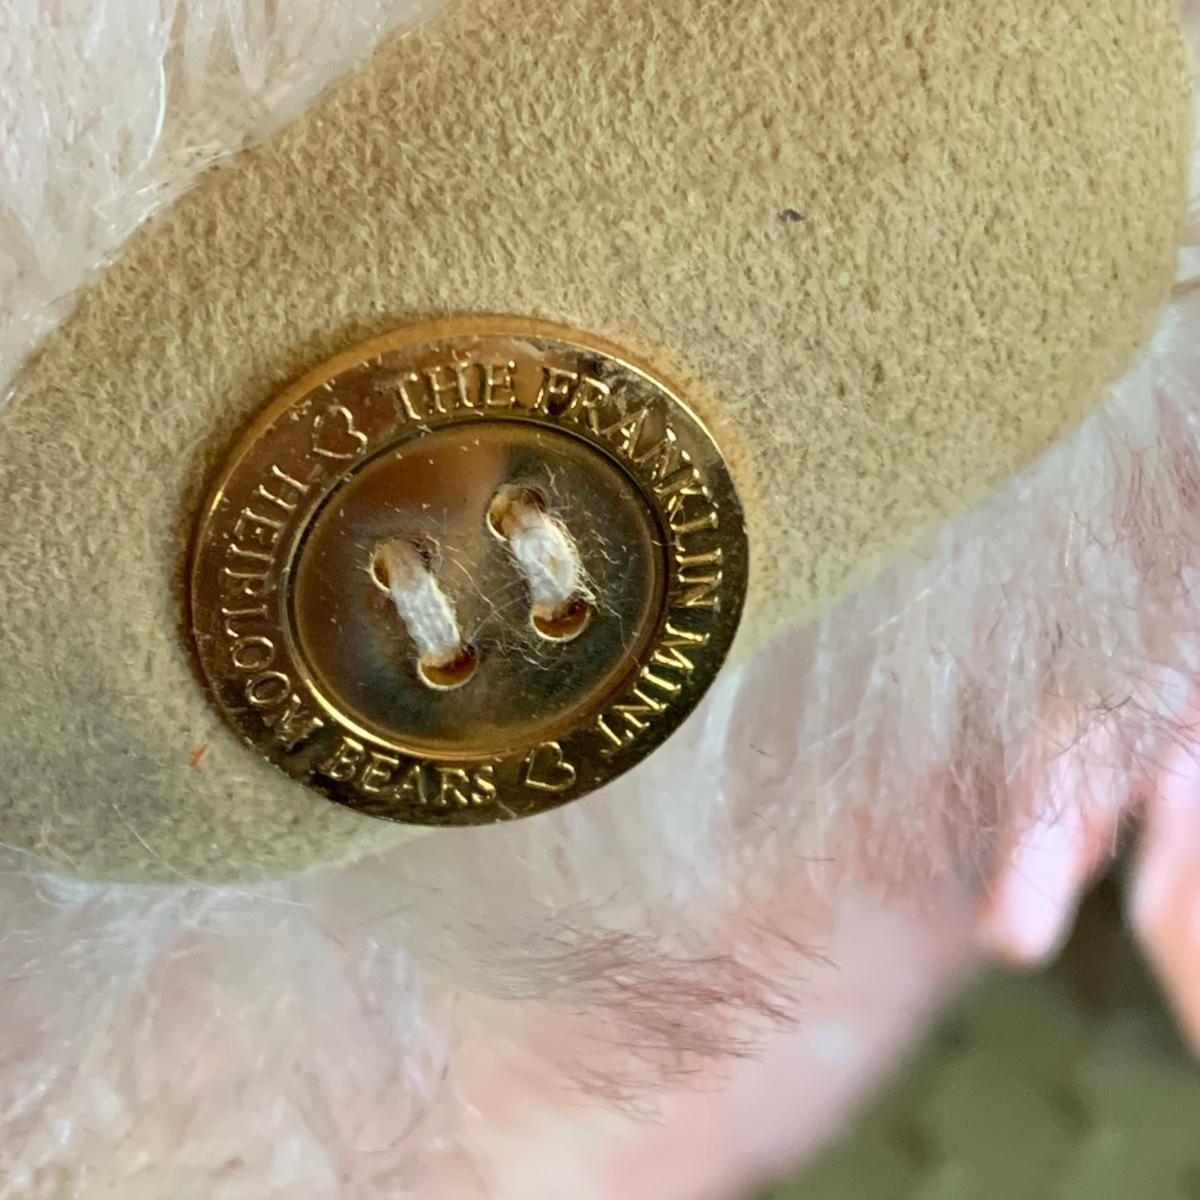 THE FRANKLIN MINT ♡
HEIRLOOM BEARS ♡